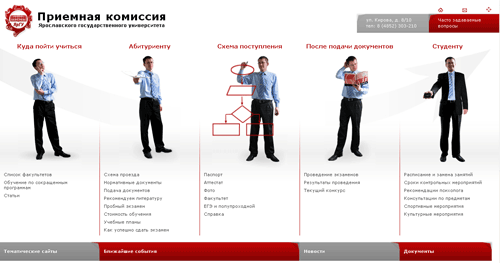 Приемная комиссия
Ярославского государственного университета
ул. Кирова, д. 8/10
тел: 8 (4852) 303-210
Часто задаваемые
вопросы
Куда пойти учиться
Абитуриенту
Схема поступления
После подачи документов
Студенту
Список факультетов
Обучение по сокращенным
программам
Статьи
Схема проезда
Нормативные документы
Подача документов
Рекомендуем литературу
Пробный экзамен
Стоимость обучения
Учебные планы
Как успешно сдать экзамен
Паспорт
Аттестат
Фото
Факультет
ЕГЭ и полупроходной
Справка
Проведение экзаменов
Результаты проведения
Текущий конкурс
Расписание и замена занятий
Сроки контрольных мероприятий
Рекомендации психолога
Консультации по предметам
Спортивные мероприятия
Культурные мероприятия
Тематические сайты
Ближайшие события
Новости
Документы